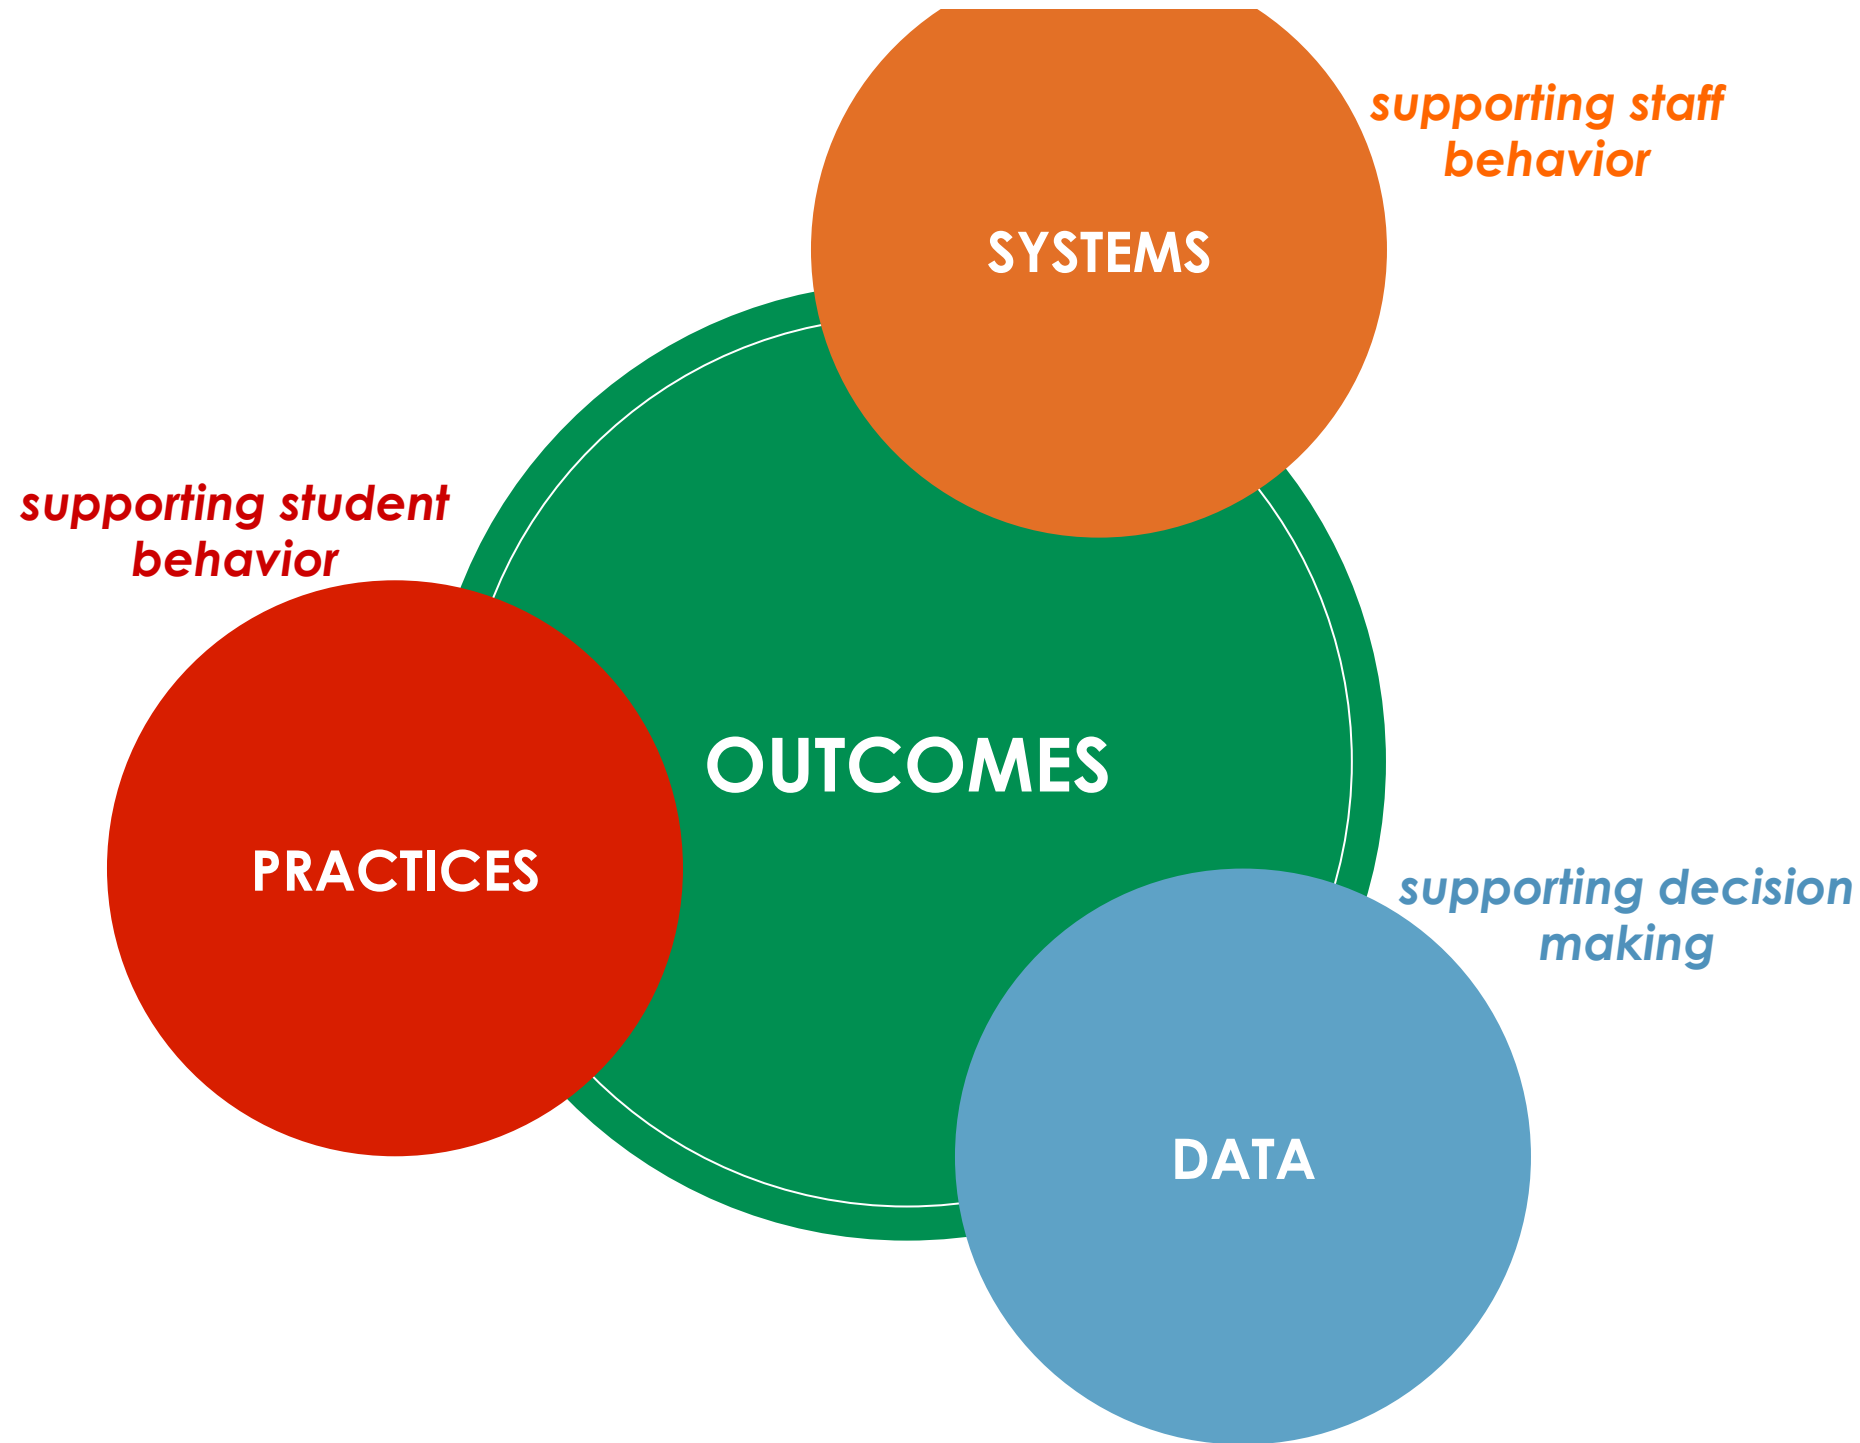 supporting staff
behavior
SYSTEMS
supporting student
behavior
OUTCOMES
PRACTICES
supporting decision
making
DATA